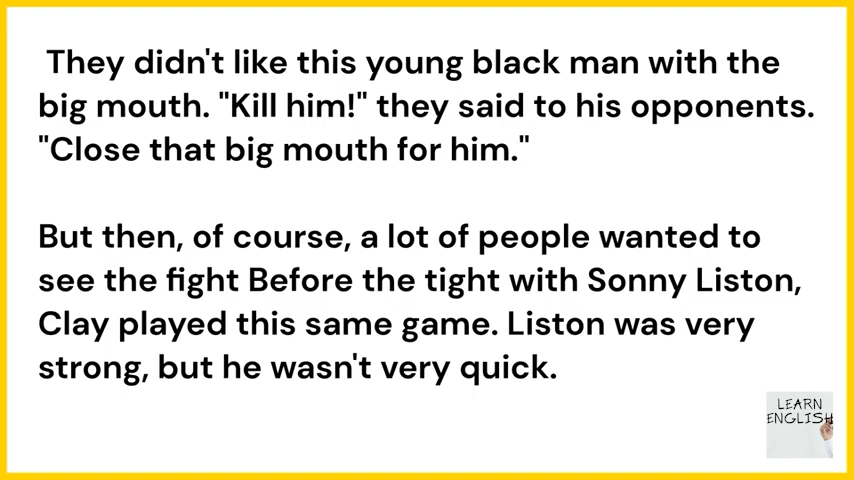 They didn't like this young black man with the
big mouth. "Kill him!" they said to his opponents.
"Close that big mouth for him."
But then, of course, a lot of people wanted to
see the fight Before the tight with Sonny Liston,
Clay played this same game. Liston was very
strong, but he wasn't very quick.
LEARN
ENGLISH